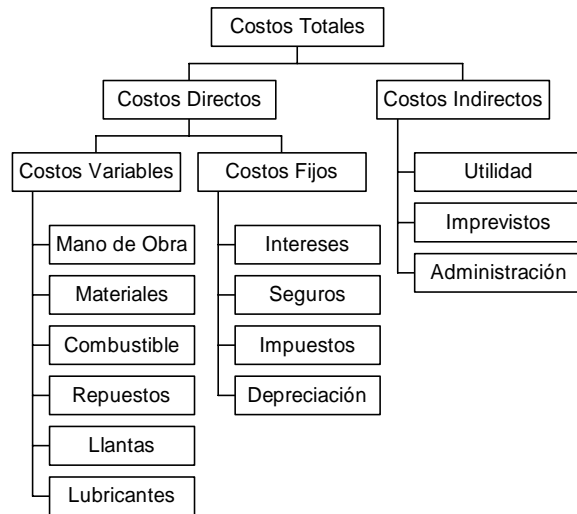 Costos Totales
Costos Directos
Costos Indirectos
Costos Variables
Costos Fijos
Utilidad
Imprevistos
Administración
Mano de Obra
Materiales
Combustible
Repuestos
Llantas
Lubricantes
Intereses
Seguros
Impuestos
Depreciación